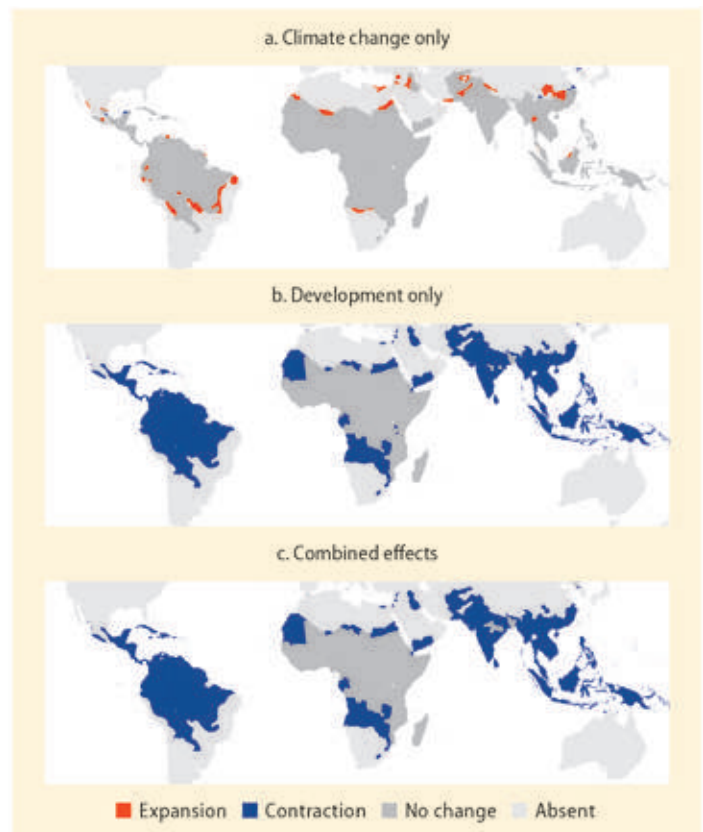 a. Climate change only
b. Development only
c. Combined effects
Expansion Contraction No change Absent